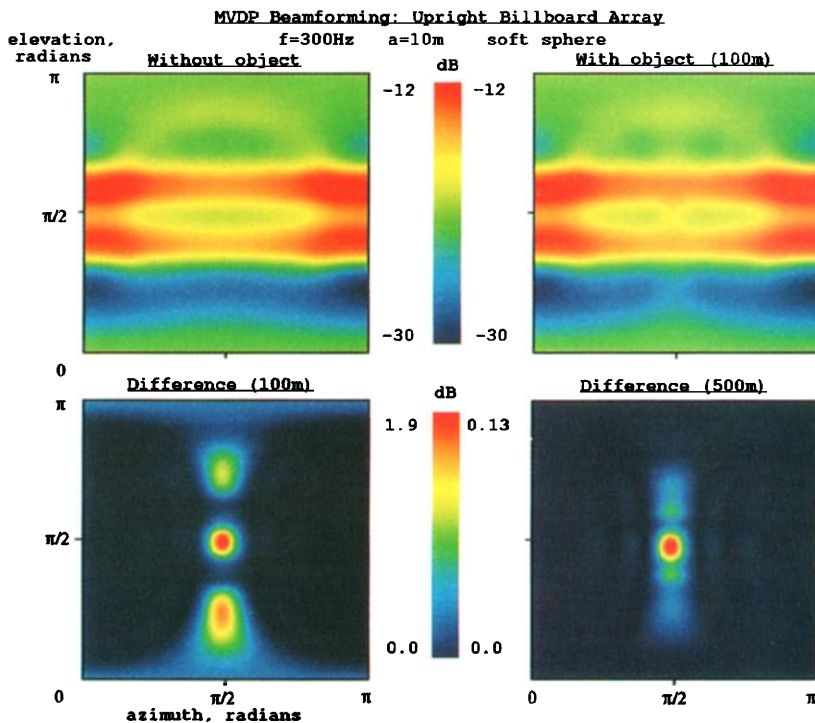 MVDP Beamforming: Upright Billboard Array
elevation, radians
f=300Hz a=10m soft sphere
Without object
dB
With object (100m)
π
-12
-12
π/2
-30
-30
0
Difference (100m)
dB
Difference (500m)
π
1.9
0.13
π/2
0.0
0.0
0
π/2
π
0
π/2
π
azimuth, radians